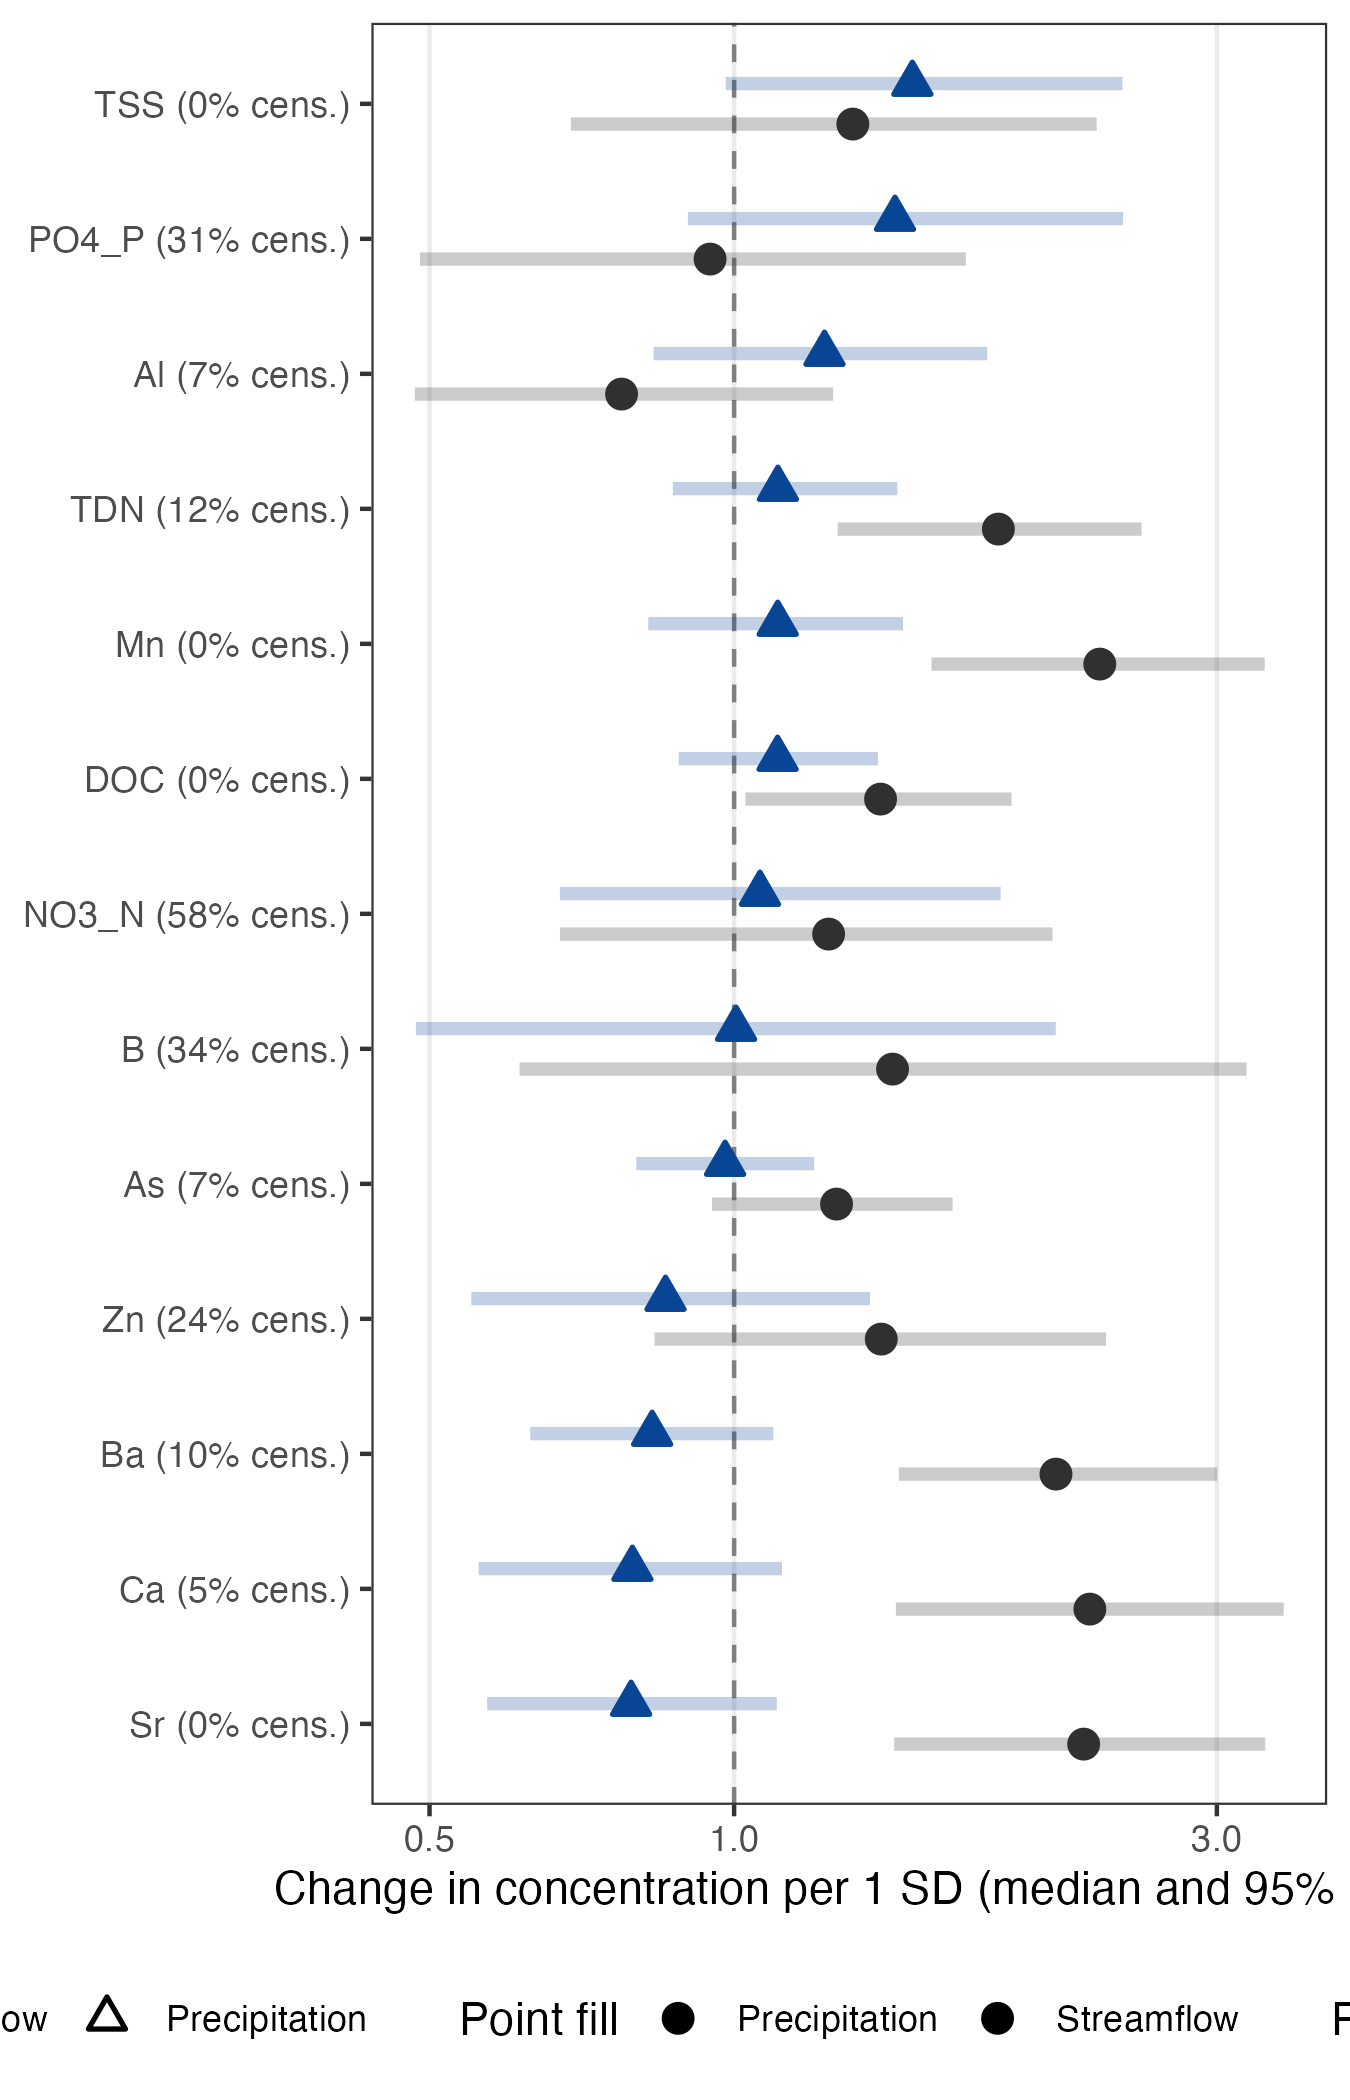 TSS (0% cens.)
PO4_P (31% cens.)
Al (7% cens.)
TDN (12% cens.)
Mn (0% cens.)
DOC (0% cens.)
NO3_N (58% cens.)
B (34% cens.)
As (7% cens.)
Zn (24% cens.)
Ba (10% cens.)
Ca (5% cens.)
Sr (0% cens.)
0.5 1.0 3.0
Change in concentration per 1 SD (median and 95%
ow Precipitation Point fill Precipitation Streamflow